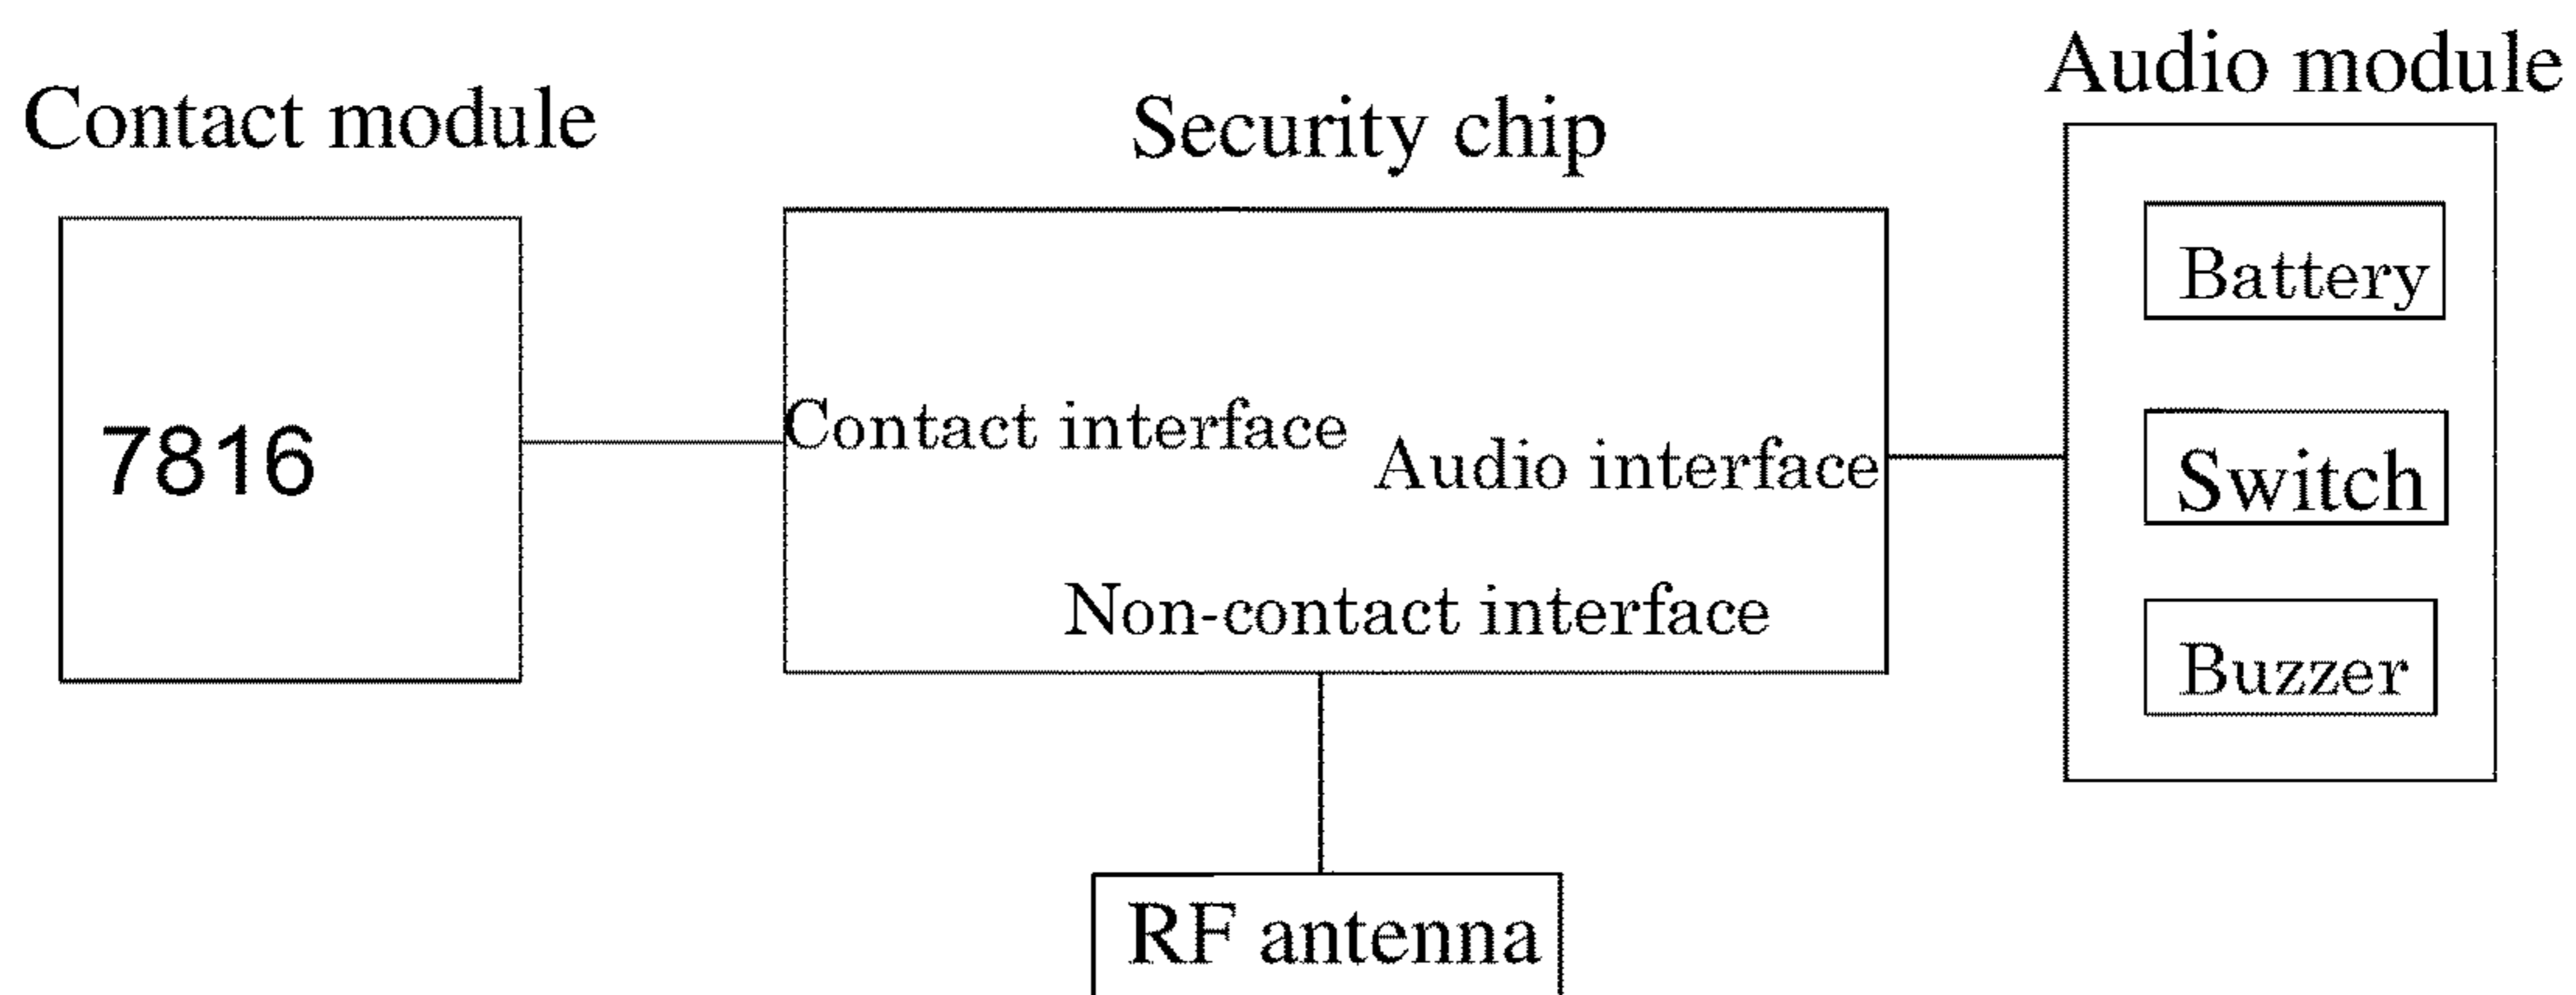 Contact module
Security chip
Audio module
7816
Contact interface
Audio interface
Non-contact interface
Battery
Switch
Buzzer
RF antenna